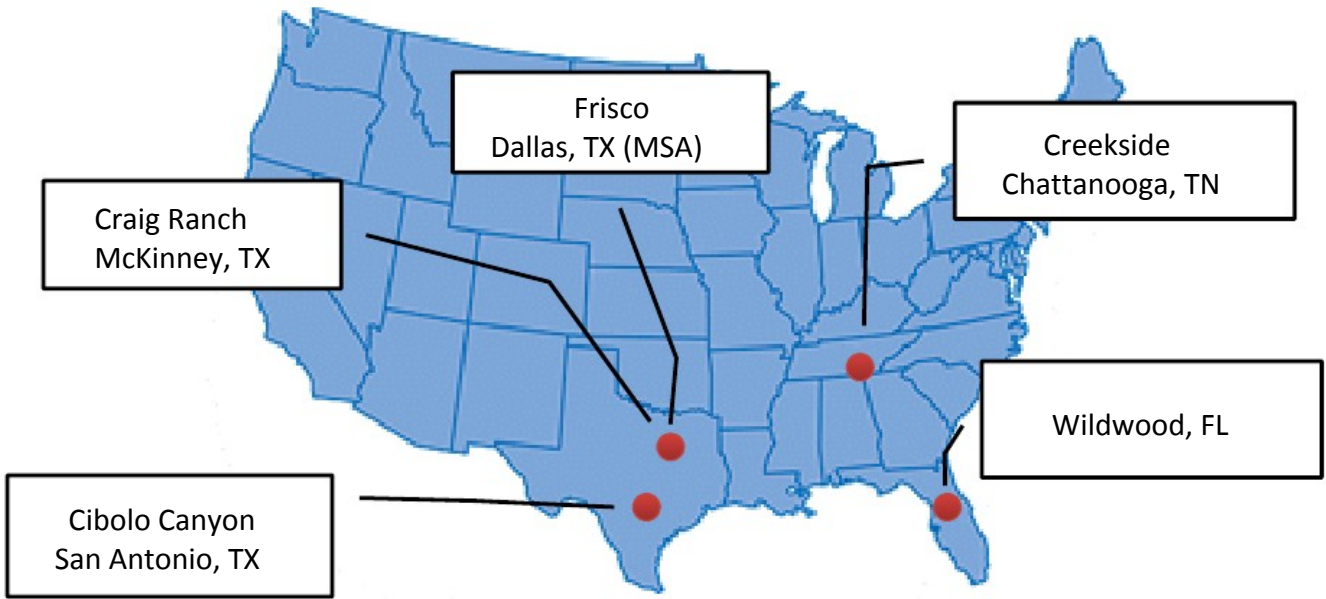 Frisco
Dallas, TX (MSA)
Creekside
Chattanooga, TN
Craig Ranch
McKinney, TX
Wildwood, FL
Cibolo Canyon
San Antonio, TX